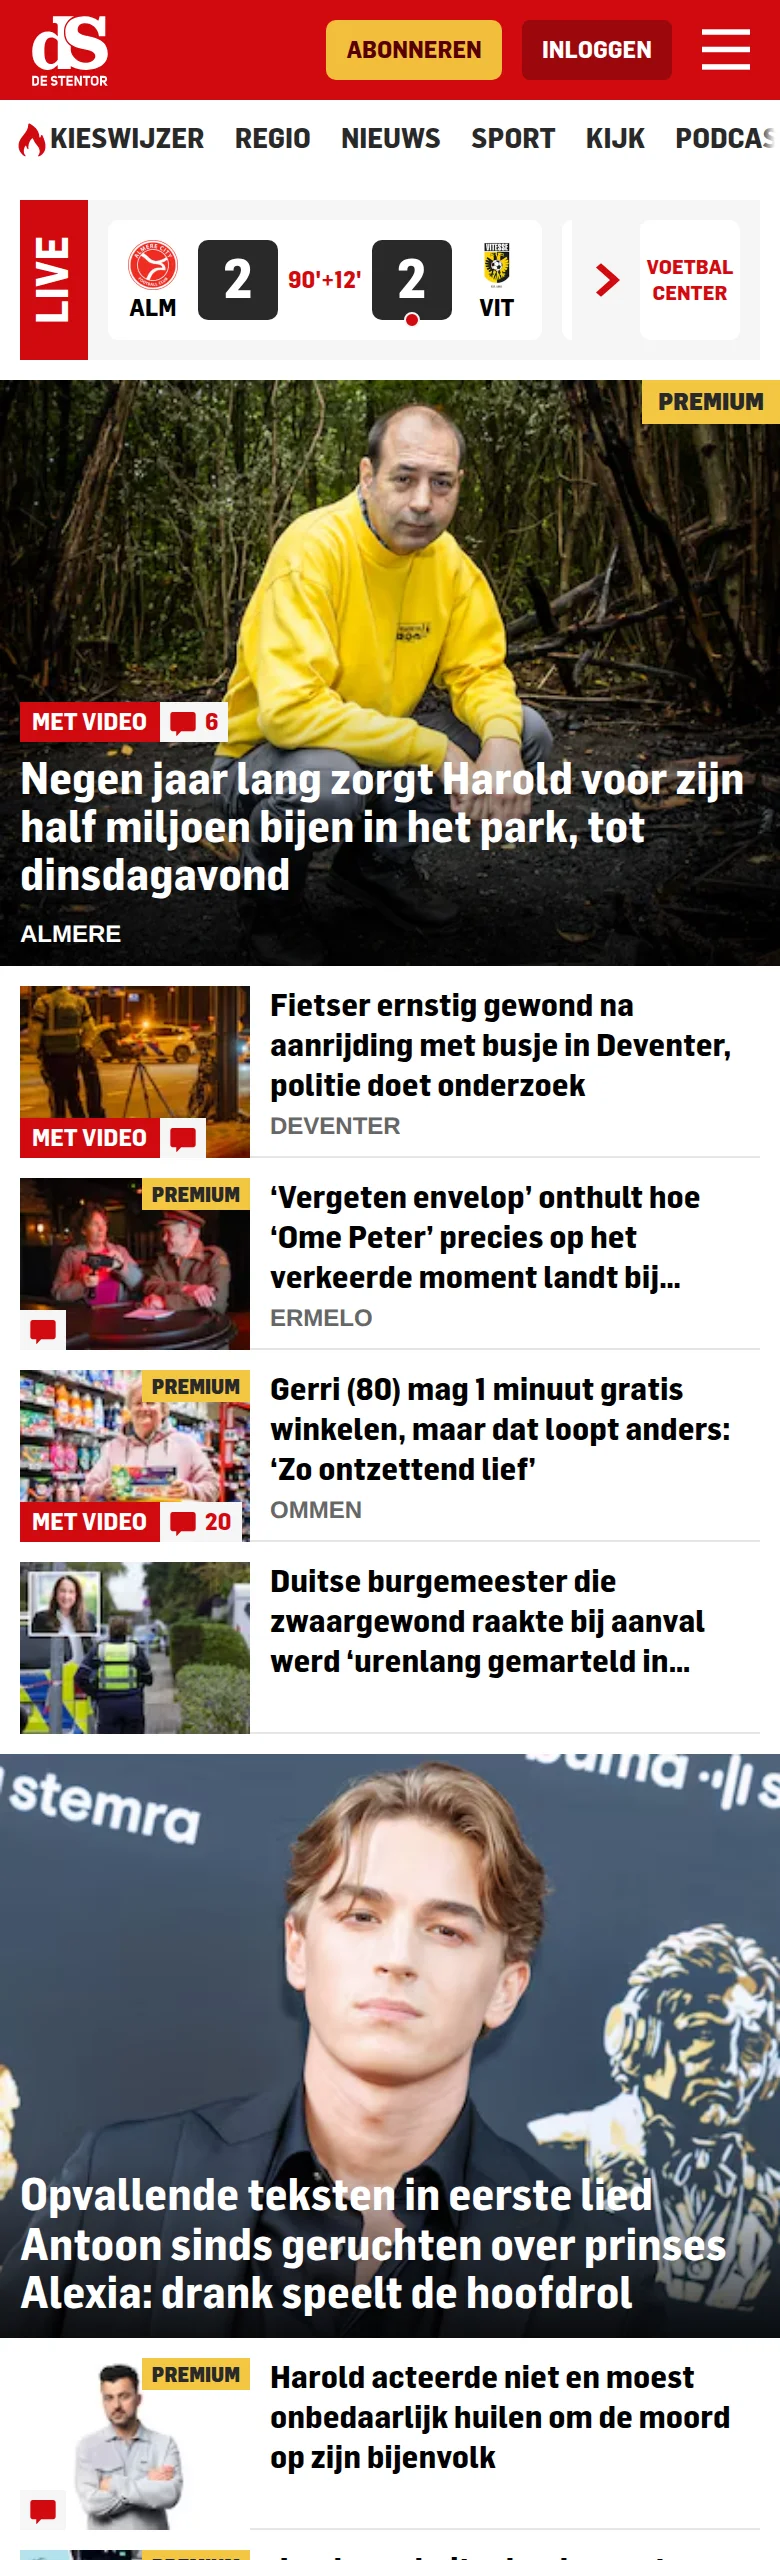 dS
DE STENTOR
ABONNEREN
INLOGGEN
KIESWIJZER REGIO NIEUWS SPORT KIJK PODCAS
LIVE
ALMERE CITY
ALM
2
90'+12'
2
VITESSE
VIT
VOETBAL
CENTER
PREMIUM
MET VIDEO
6
Negen jaar lang zorgt Harold voor zijn
half miljoen bijen in het park, tot
dinsdagavond
ALMERE
MET VIDEO
Fietser ernstig gewond na
aanrijding met busje in Deventer,
politie doet onderzoek
DEVENTER
PREMIUM
‘Vergeten envelop’ onthult hoe
‘Ome Peter’ precies op het
verkeerde moment landt bij...
ERMELO
PREMIUM
MET VIDEO
20
Gerri (80) mag 1 minuut gratis
winkelen, maar dat loopt anders:
‘Zo ontzettend lief’
OMMEN
Duitse burgemeester die
zwaargewond raakte bij aanval
werd ‘urenlang gemarteld in...
stemra
buma
s
Opvallende teksten in eerste lied
Antoon sinds geruchten over prinses
Alexia: drank speelt de hoofdrol
PREMIUM
Harold acteerde niet en moest
onbedaarlijk huilen om de moord
op zijn bijenvolk
PREMIUM